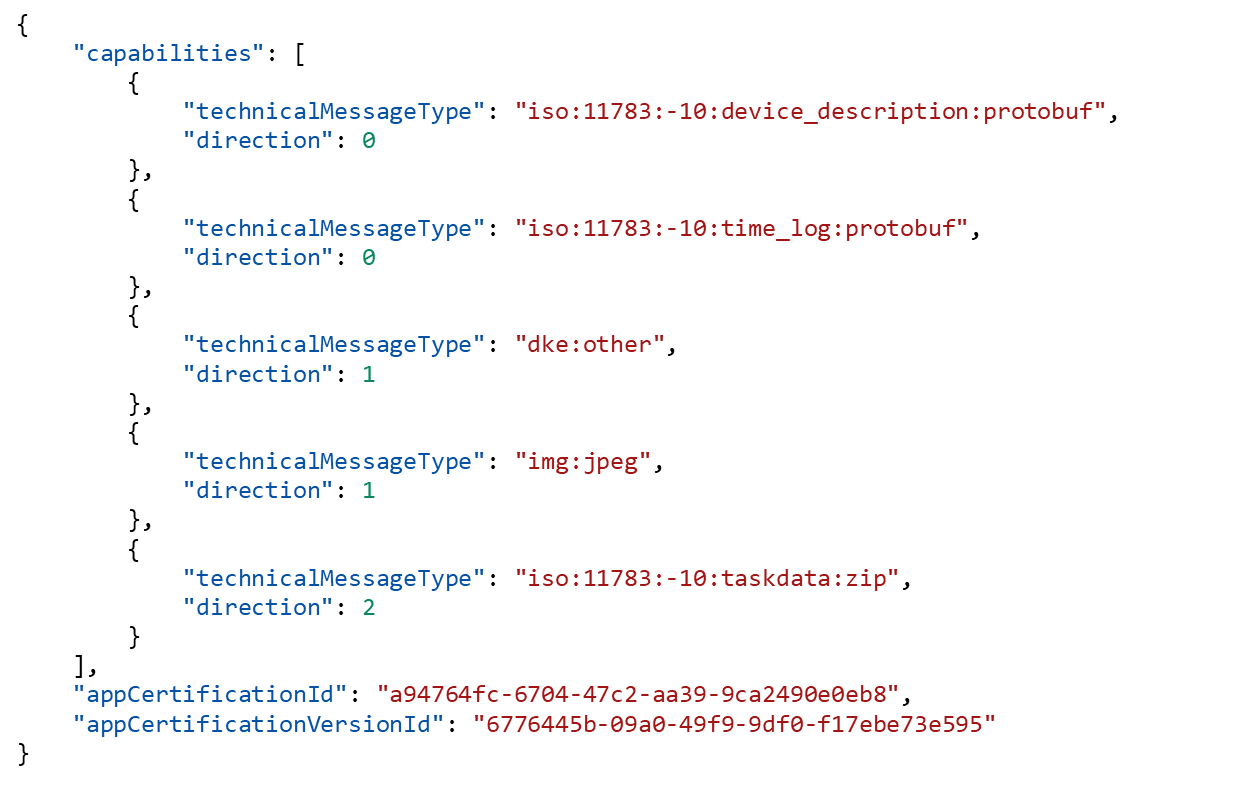 {
    "capabilities": [
        {
            "technicalMessageType": "iso:11783:-10:device_description:protobuf",
            "direction": 0
        },
        {
            "technicalMessageType": "iso:11783:-10:time_log:protobuf",
            "direction": 0
        },
        {
            "technicalMessageType": "dke:other",
            "direction": 1
        },
        {
            "technicalMessageType": "img:jpeg",
            "direction": 1
        },
        {
            "technicalMessageType": "iso:11783:-10:taskdata:zip",
            "direction": 2
        }
    ],
    "appCertificationId": "a94764fc-6704-47c2-aa39-9ca2490e0eb8",
    "appCertificationVersionId": "6776445b-09a0-49f9-9df0-f17ebe73e595"
}